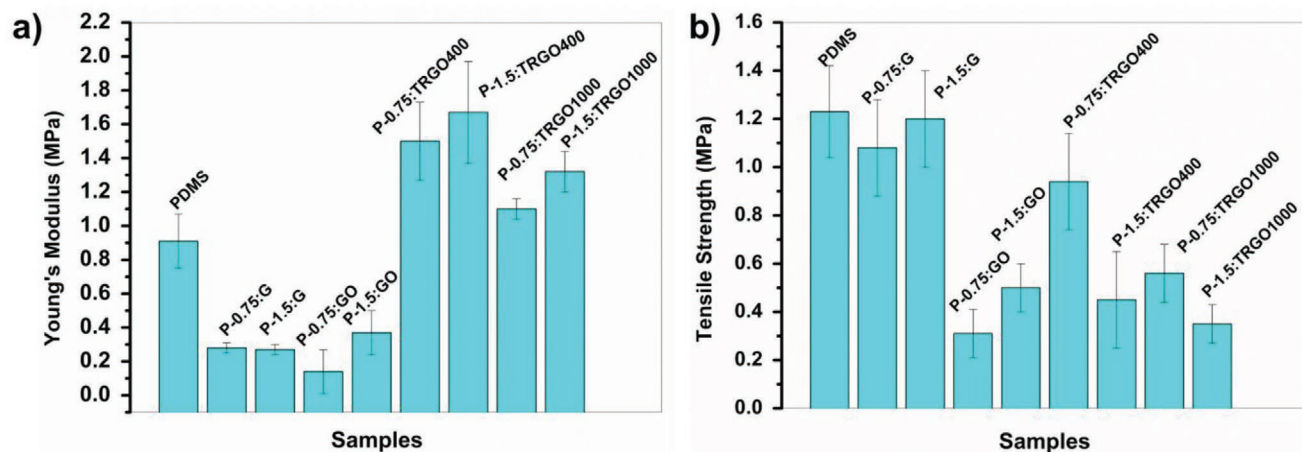 a)
Young's Modulus (MPa)
2.2
2.0
1.8
1.6
1.4
1.2
1.0
0.8
0.6
0.4
0.2
0.0
PDMS
P-0.75:G
P-1.5:G
P-0.75:GO
P-1.5:GO
P-0.75:TRGO400
P-1.5:TRGO400
P-0.75:TRGO1000
P-1.5:TRGO1000
Samples
b)
Tensile Strength (MPa)
1.6
1.4
1.2
1.0
0.8
0.6
0.4
0.2
0.0
PDMS
P-0.75:G
P-1.5:G
P-0.75:GO
P-1.5:GO
P-0.75:TRGO400
P-1.5:TRGO400
P-0.75:TRGO1000
P-1.5:TRGO1000
Samples